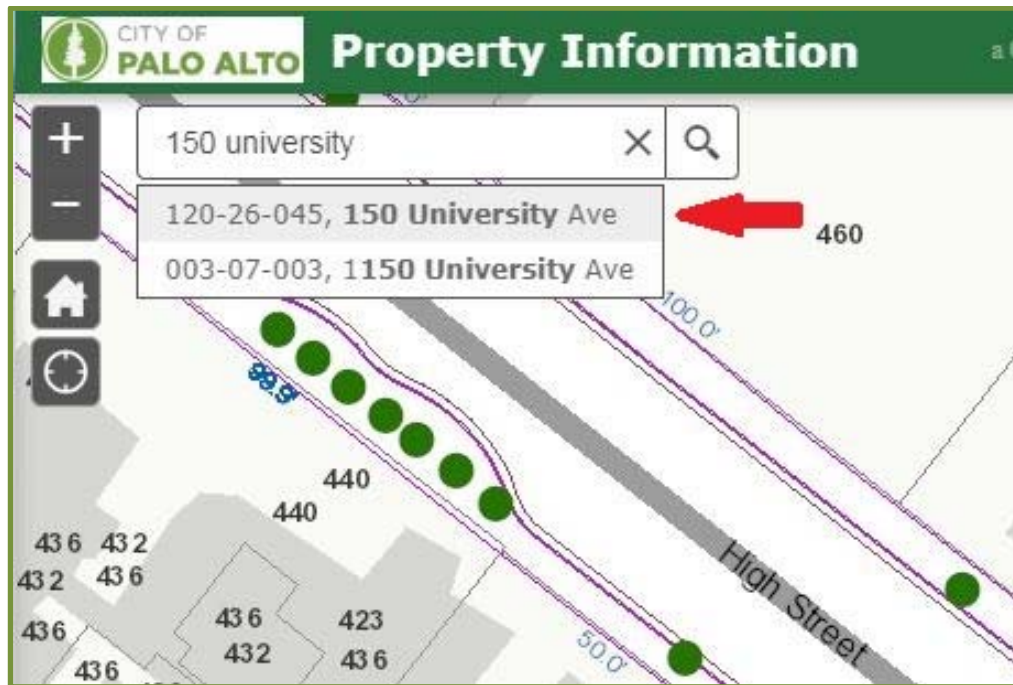 CITY OF
PALO ALTO
Property Information
a
+
150 university
−
120-26-045, 150 University Ave
003-07-003, 1150 University Ave
460
100.0'
99.9'
440
440
436 432
432 436
436
436 423
432 436
436
High Street
50.0'